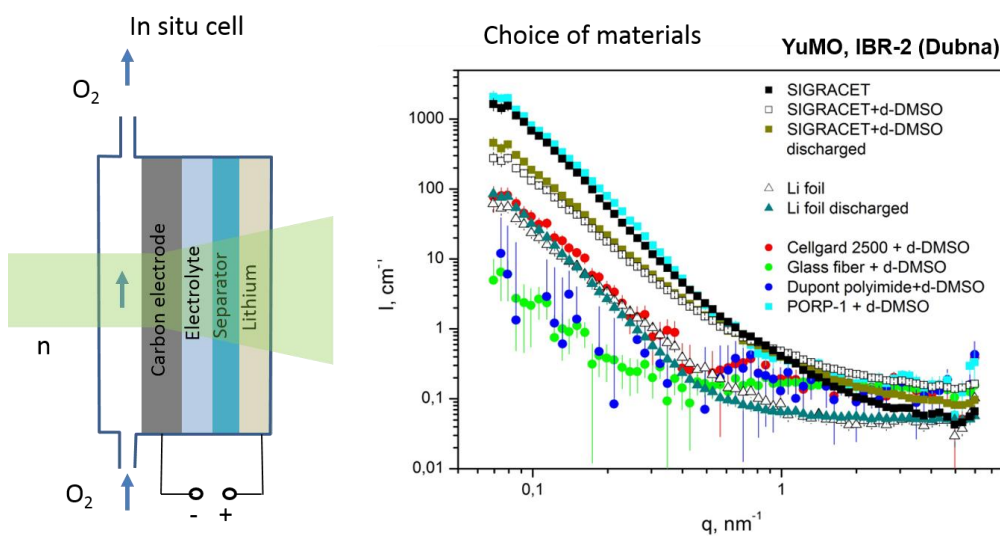 In situ cell
O2
Carbon electrode
Electrolyte
Separator
Lithium
n
O2
- +
Choice of materials
YuMO, IBR-2 (Dubna)
SIGRACET
SIGRACET+d-DMSO
SIGRACET+d-DMSO
discharged
Li foil
Li foil discharged
Cellgard 2500 + d-DMSO
Glass fiber + d-DMSO
Dupont polyimide+d-DMSO
PORP-1 + d-DMSO
I, cm⁻¹
1000
100
10
1
0,1
0,01
0,1
1
q, nm⁻¹